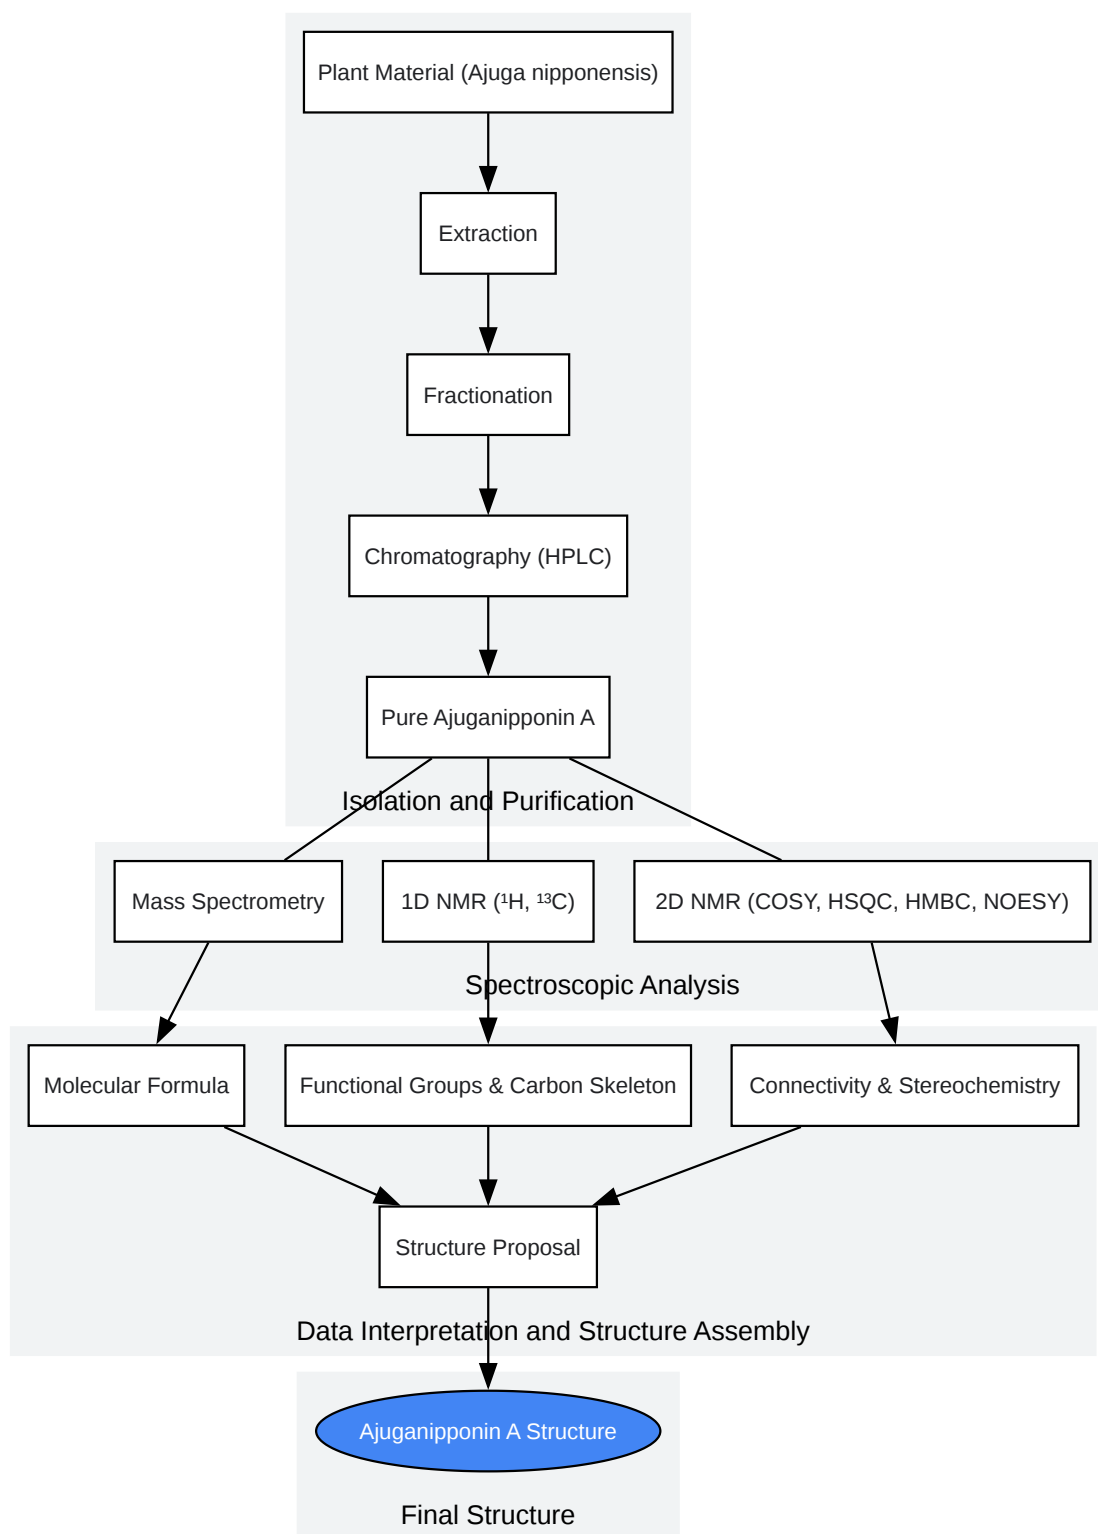 Plant Material (Ajuga nipponensis)
Extraction
Fractionation
Chromatography (HPLC)
Pure Ajuganipponin A
Isolation and Purification
Mass Spectrometry
1D NMR (¹H, ¹³C)
2D NMR (COSY, HSQC, HMBC, NOESY)
Spectroscopic Analysis
Molecular Formula
Functional Groups & Carbon Skeleton
Connectivity & Stereochemistry
Structure Proposal
Data Interpretation and Structure Assembly
Ajuganipponin A Structure
Final Structure